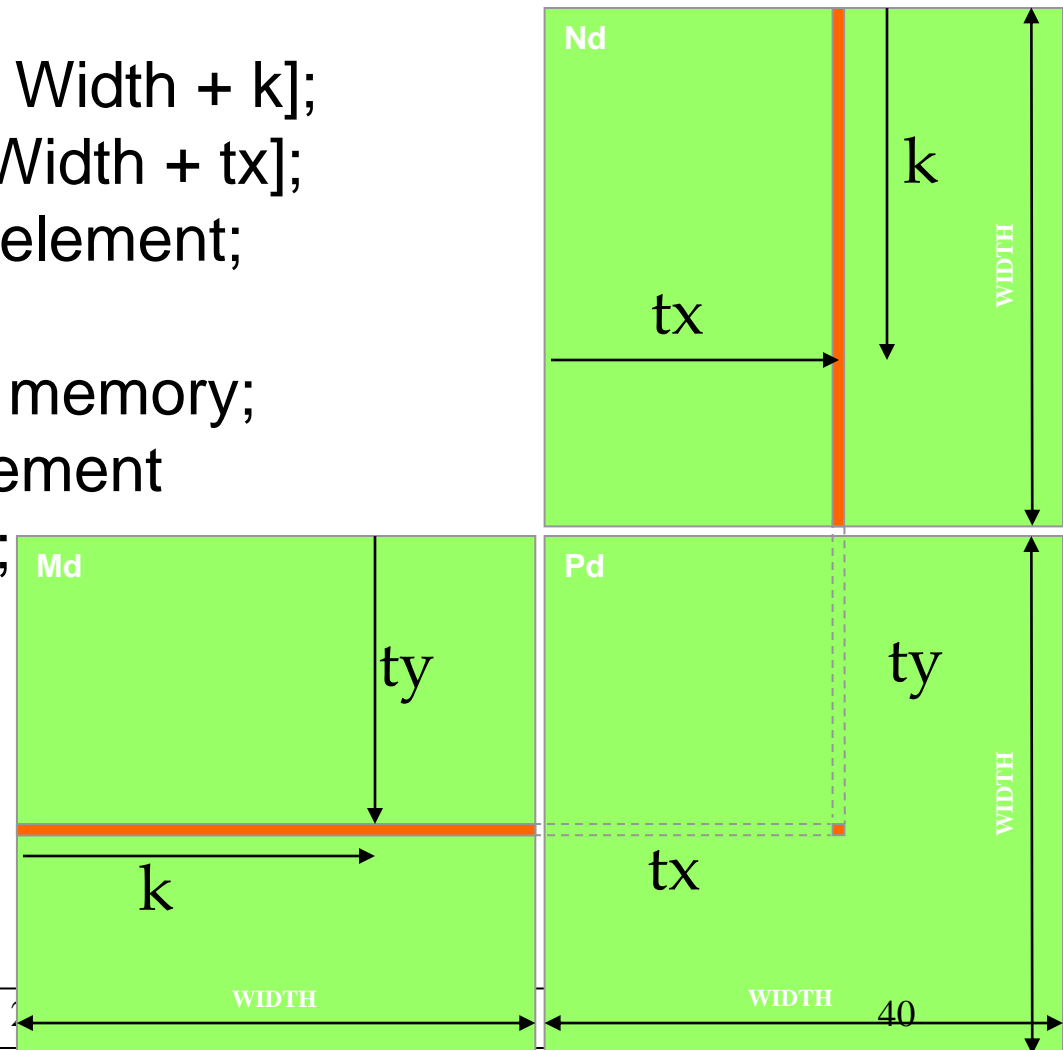 Width + k];
Width + tx];
element;
memory;
ement
;
Nd
k
WIDTH
tx
Md
ty
k
WIDTH
Pd
ty
WIDTH
tx
WIDTH
40